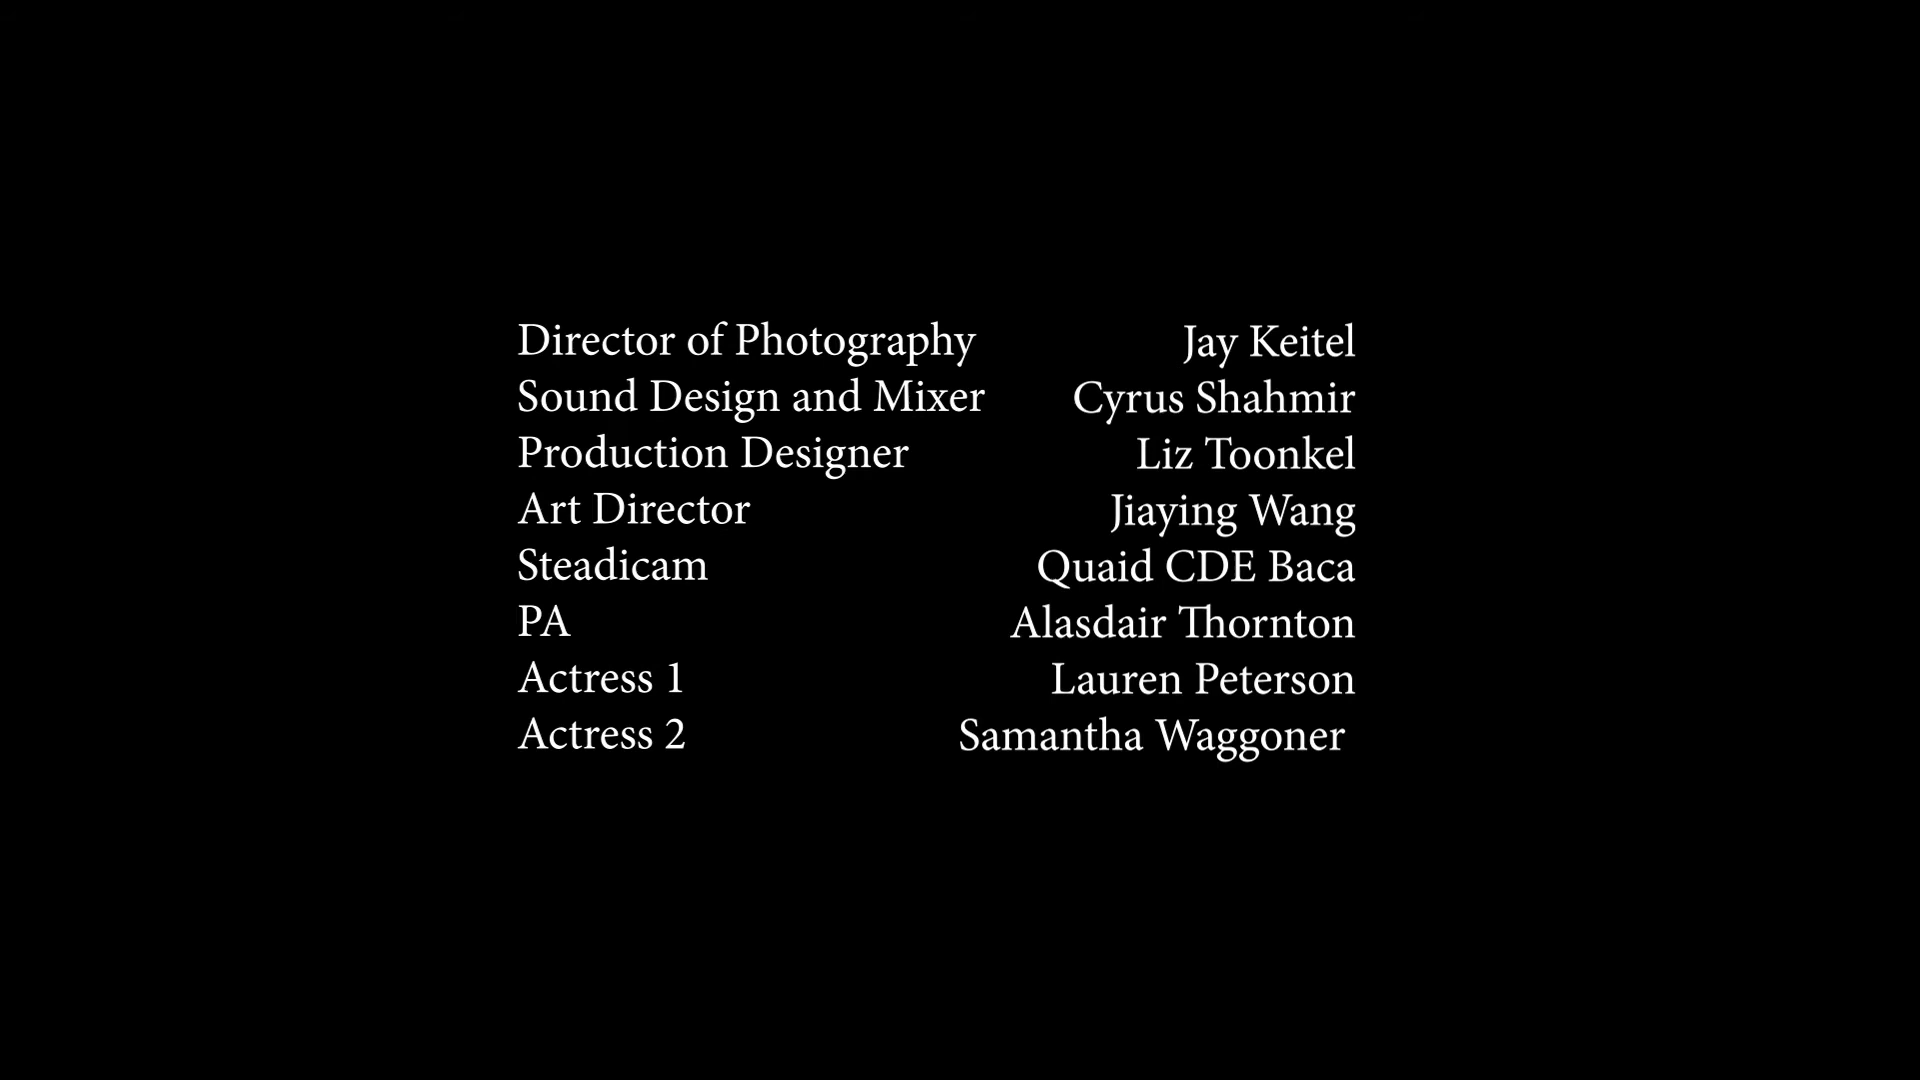 Director of Photography Jay Keitel
Sound Design and Mixer Cyrus Shahmir
Production Designer Liz Toonkel
Art Director Jiaying Wang
Steadicam Quaid CDE Baca
PA Alasdair Thornton
Actress 1 Lauren Peterson
Actress 2 Samantha Waggoner